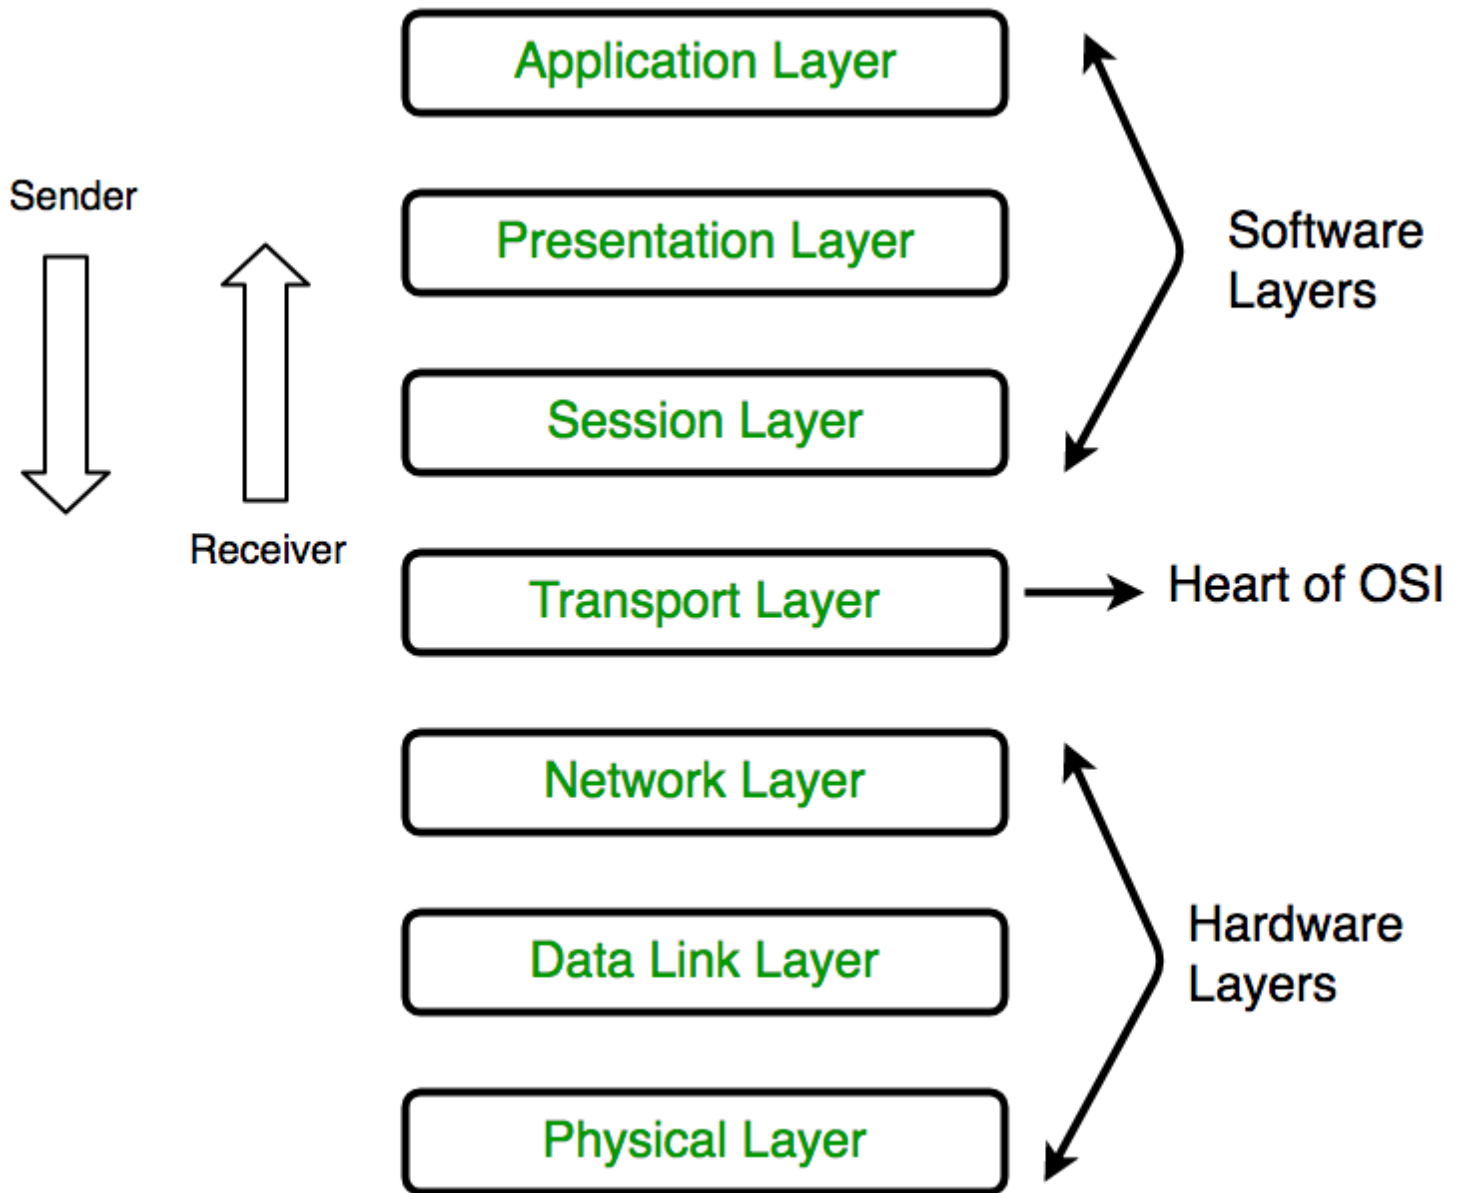 Application Layer
Sender
Presentation Layer
Software
Layers
Session Layer
Receiver
Transport Layer
Heart of OSI
Network Layer
Data Link Layer
Hardware
Layers
Physical Layer